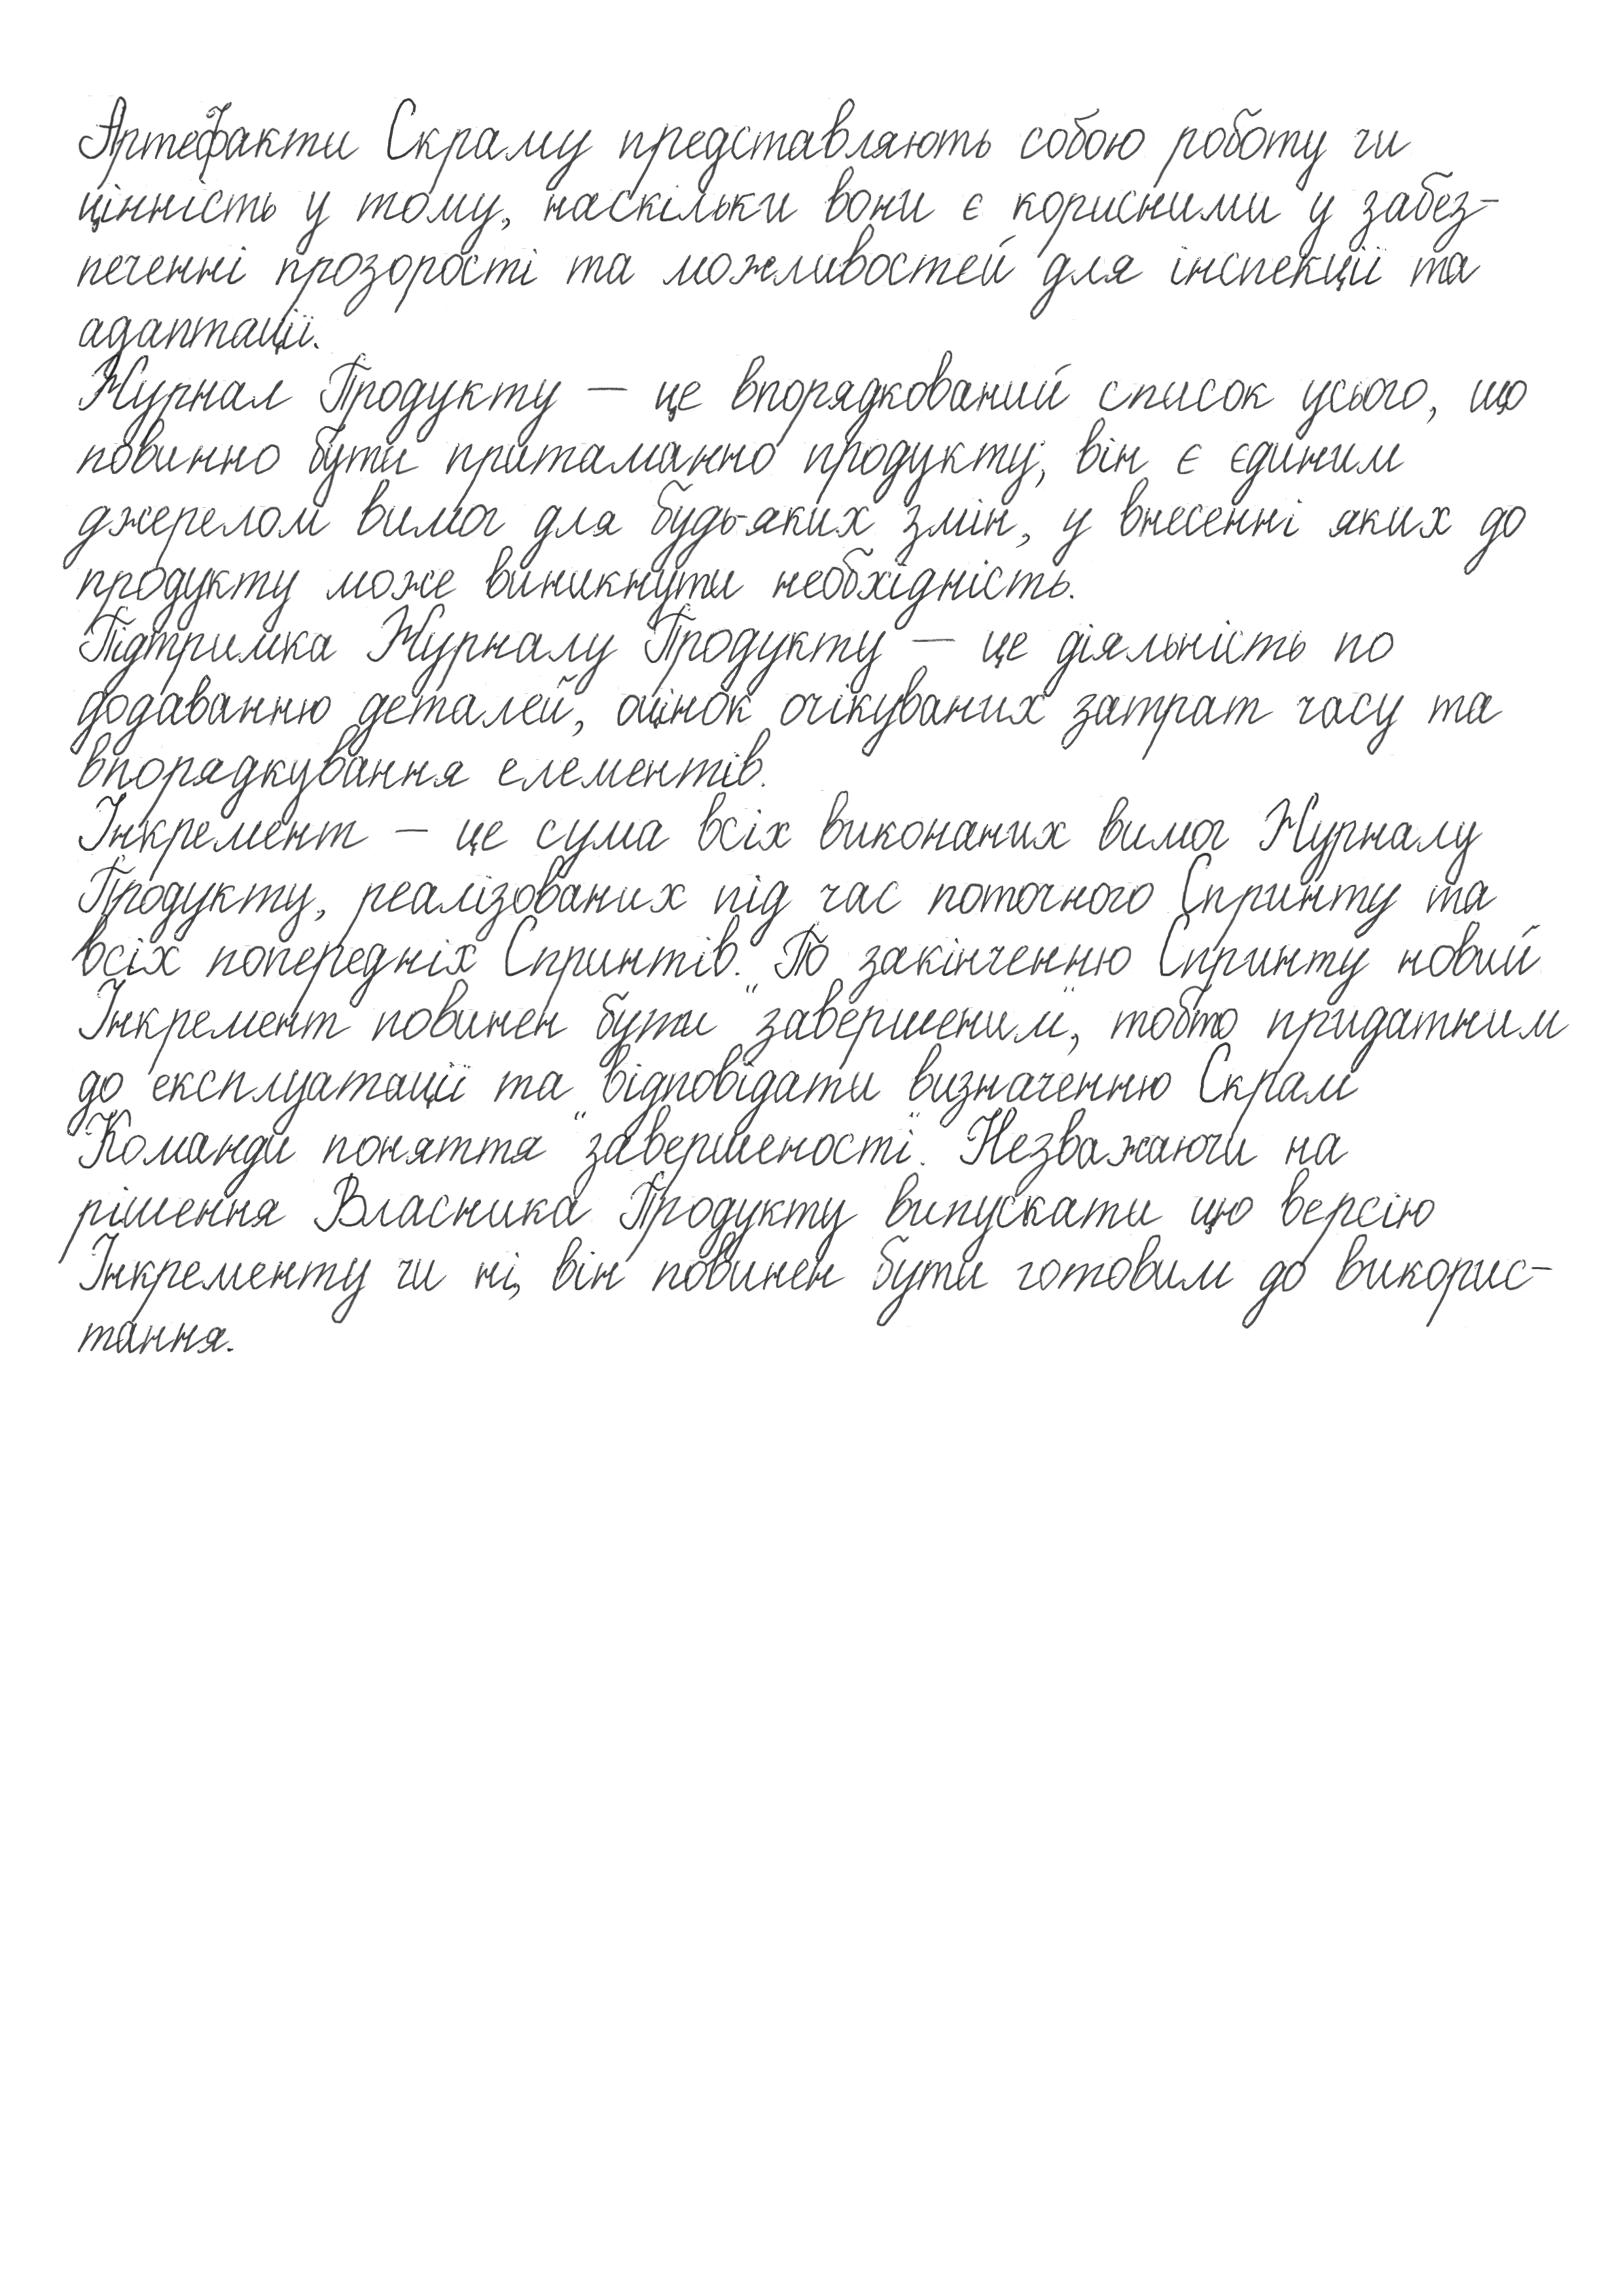 Артефакти Скраму представляють собою роботу чи
цінність у тому, наскільки вони є корисними у забез-
печенні прозорості та можливостей для інспекції та
адаптації.
Журнал Продукту — це впорядкований список усього, що
повинно бути притаманно продукту; він є єдиним
джерелом вимог для будь-яких змін, у внесенні яких до
продукту може виникнути необхідність.
Підтримка Журналу Продукту — це діяльність по
додаванню деталей, оцінок очікуваних затрат часу та
впорядкування елементів.
Інкремент — це сума всіх виконаних вимог Журналу
Продукту, реалізованих під час поточного Спринту та
всіх попередніх Спринтів. По закінченню Спринту новий
Інкремент повинен бути "завершеним", тобто придатним
до експлуатації та відповідати визначенню Скрам
Команди поняття "завершеності". Незважаючи на
рішення Власника Продукту випускати цю версію
Інкременту чи ні, він повинен бути готовим до викорис-
тання.